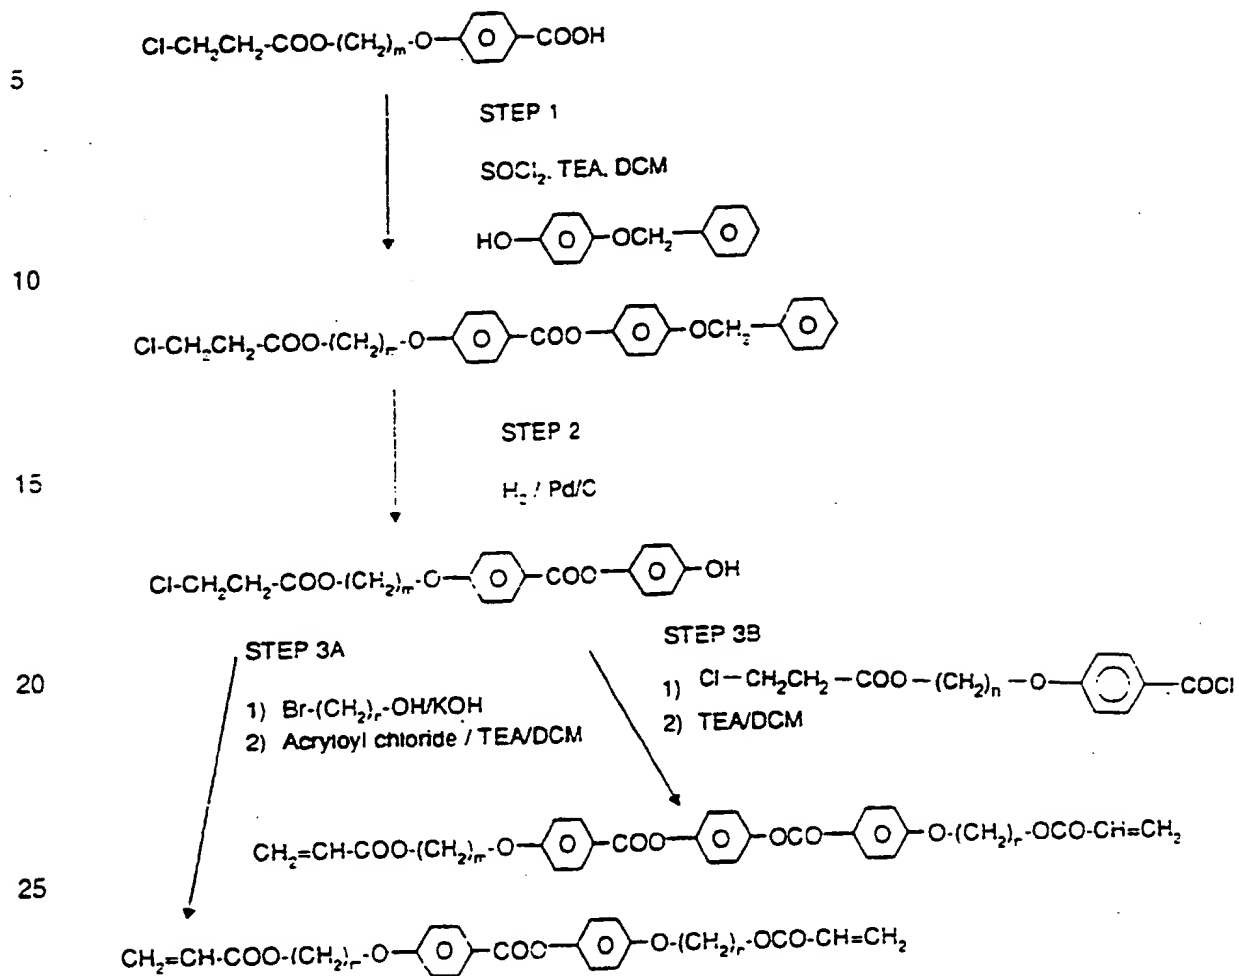 Cl-CH₂CH₂-COO-(CH₂)ₘ-O-COOH
5
STEP 1
SOCl₂, TEA, DCM
HO-OCH₂
10
Cl-CH₂CH₂-COO-(CH₂)ᵣ-O-COO-OCH₂
STEP 2
15
H₂ / Pd/C
Cl-CH₂CH₂-COO-(CH₂)ₘ-O-COO-OH
STEP 3A
STEP 3B
20
1) Cl-CH₂CH₂-COO-(CH₂)ₙ-O-COCl
2) TEA/DCM
1) Br-(CH₂)ᵣ-OH/KOH
2) Acryloyl chloride / TEA/DCM
CH₂=CH-COO-(CH₂)ₘ-O-COO-OCO-O-(CH₂)ᵣ-OCO-CH=CH₂
25
CH₂=CH-COO-(CH₂)ᵣ-O-COO-O-(CH₂)ᵣ-OCO-CH=CH₂